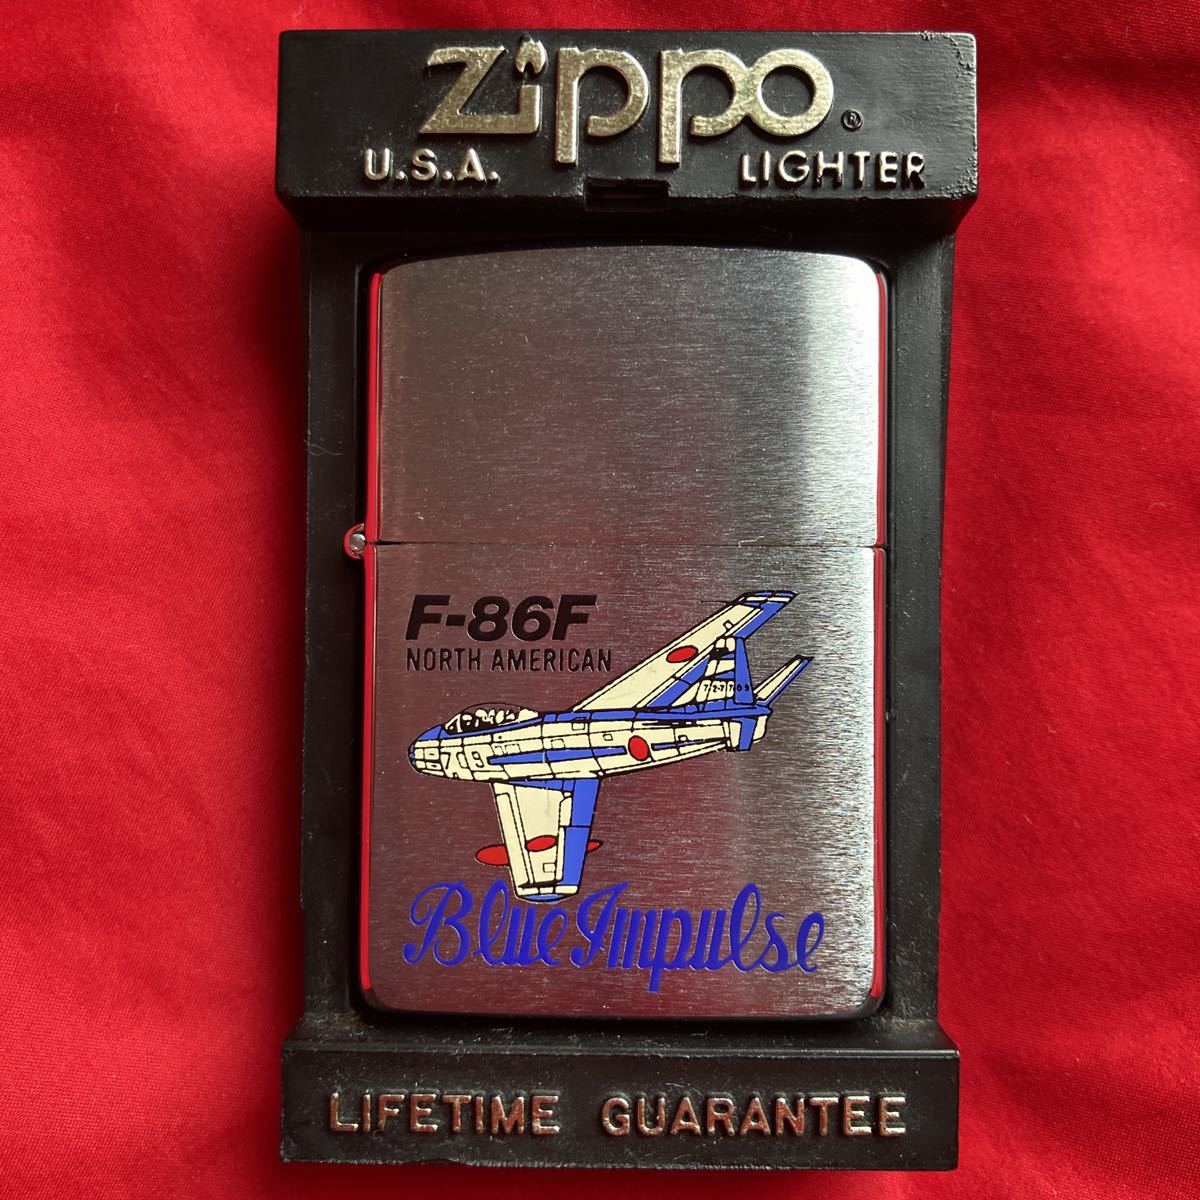 Zippo®
U.S.A. LIGHTER
F-86F
NORTH AMERICAN
Blue Impulse
LIFETIME GUARANTEE